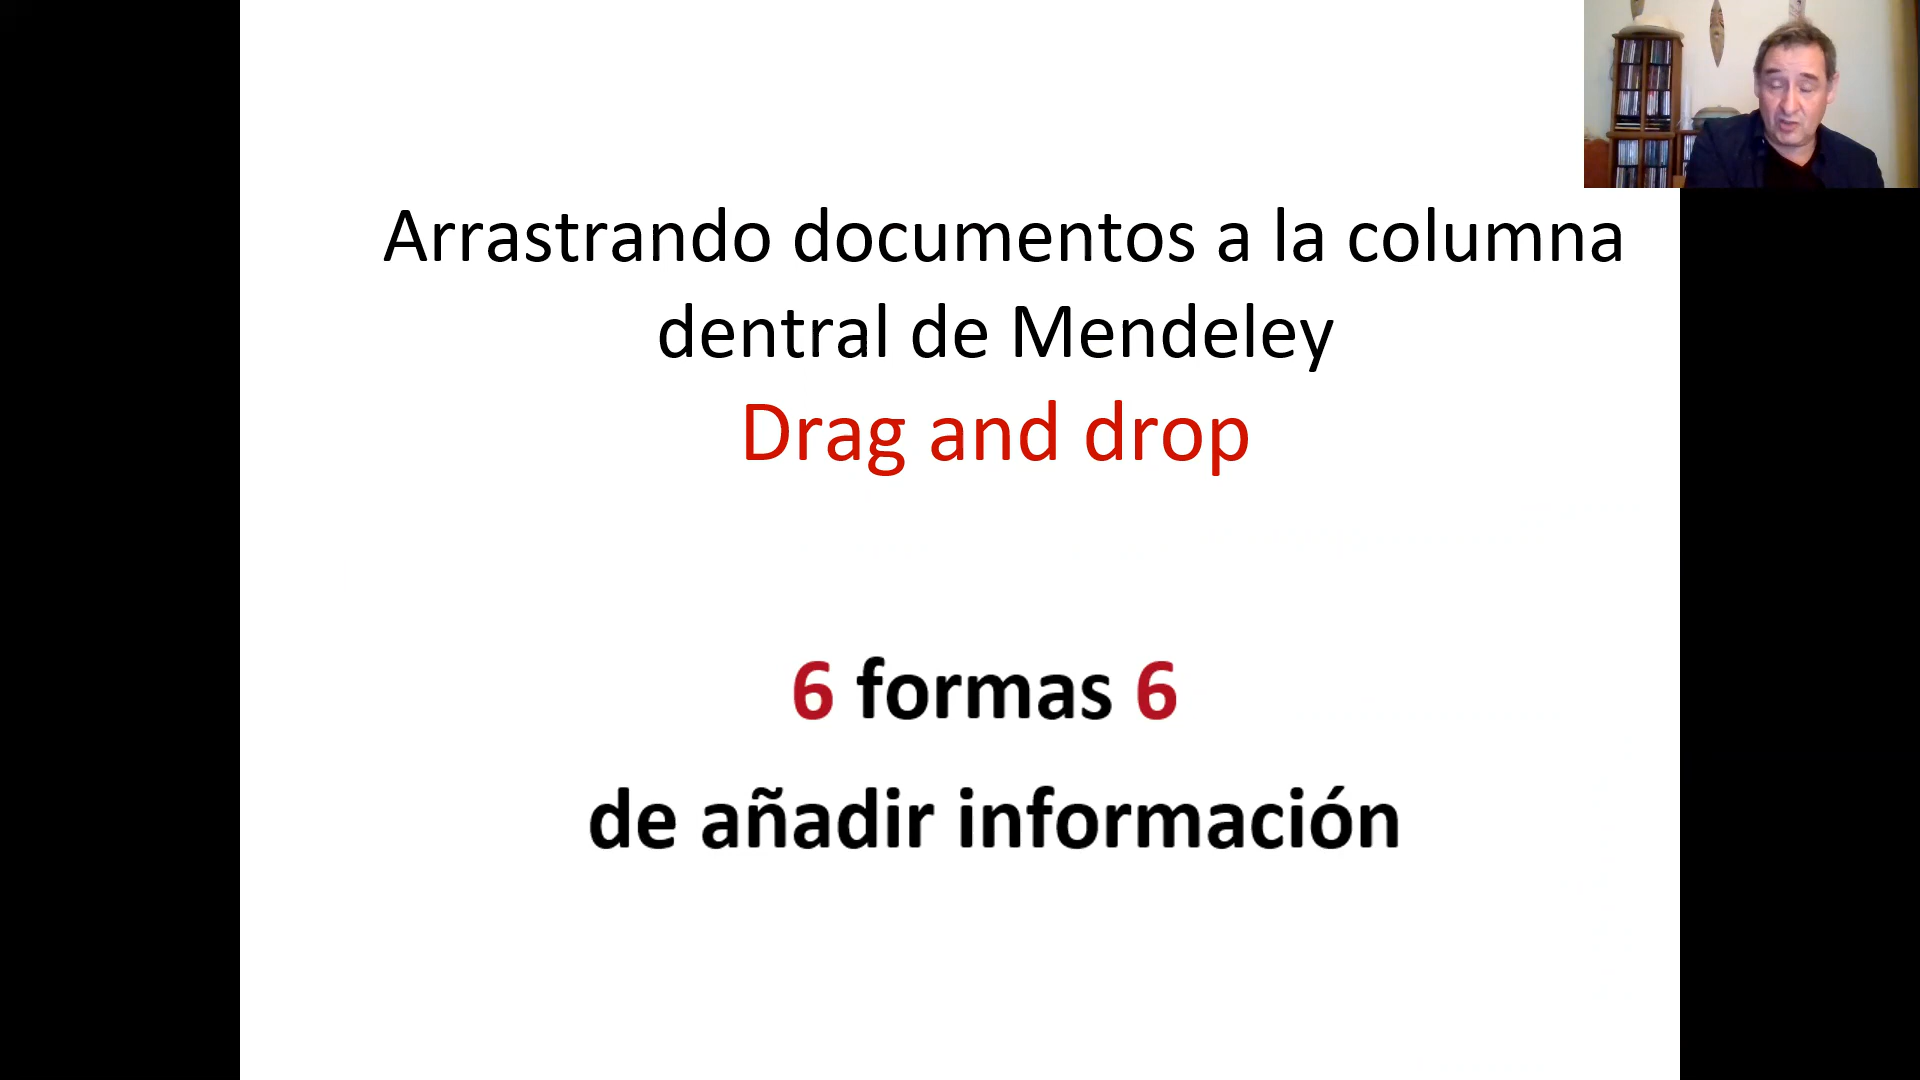 Arrastrando documentos a la columna
dentral de Mendeley
Drag and drop
6 formas 6
de añadir información